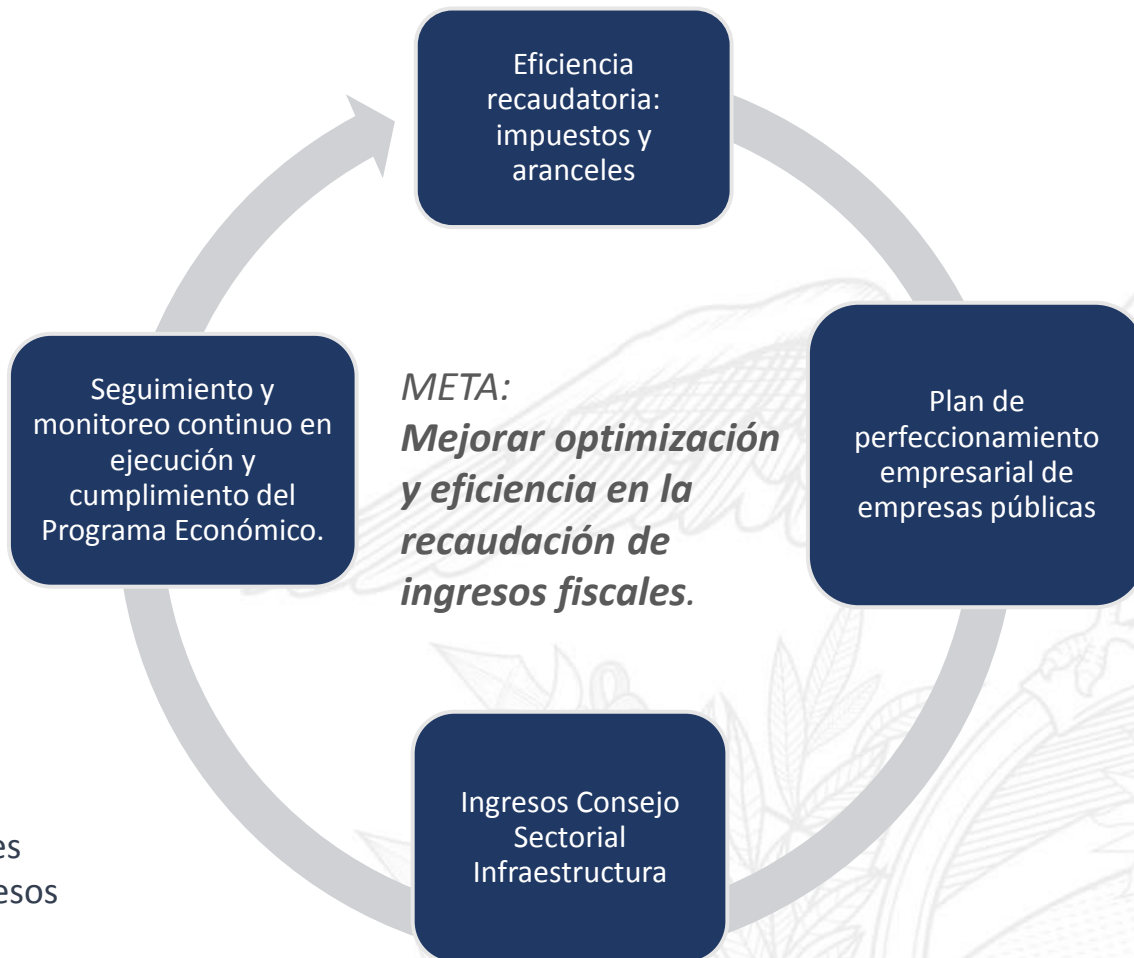 Eficiencia
recaudatoria:
impuestos y
aranceles
Seguimiento y
monitoreo continuo en
ejecución y
cumplimiento del
Programa Económico.
META:
Mejorar optimización
y eficiencia en la
recaudación de
ingresos fiscales.
Plan de
perfeccionamiento
empresarial de
empresas públicas
Ingresos Consejo
Sectorial
Infraestructura